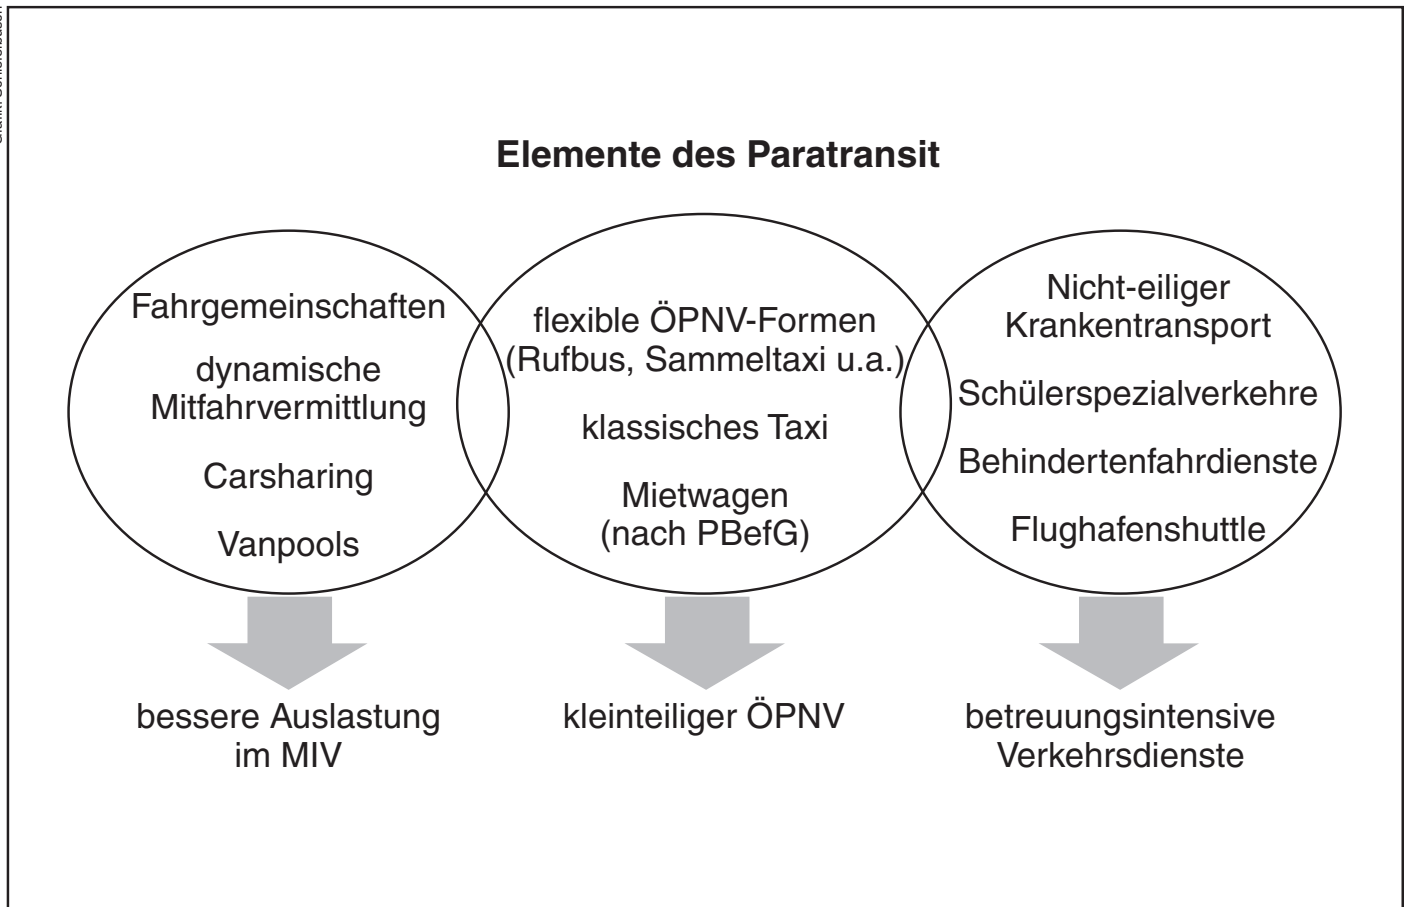 Elemente des Paratransit
Fahrgemeinschaften
dynamische
Mitfahrvermittlung
Carsharing
Vanpools
flexible ÖPNV-Formen
(Rufbus, Sammeltaxi u.a.)
klassisches Taxi
Mietwagen
(nach PBefG)
Nicht-eiliger
Krankentransport
Schülerspezialverkehre
Behindertenfahrdienste
Flughafenshuttle
bessere Auslastung
im MIV
kleinteiliger ÖPNV
betreuungsintensive
Verkehrsdienste